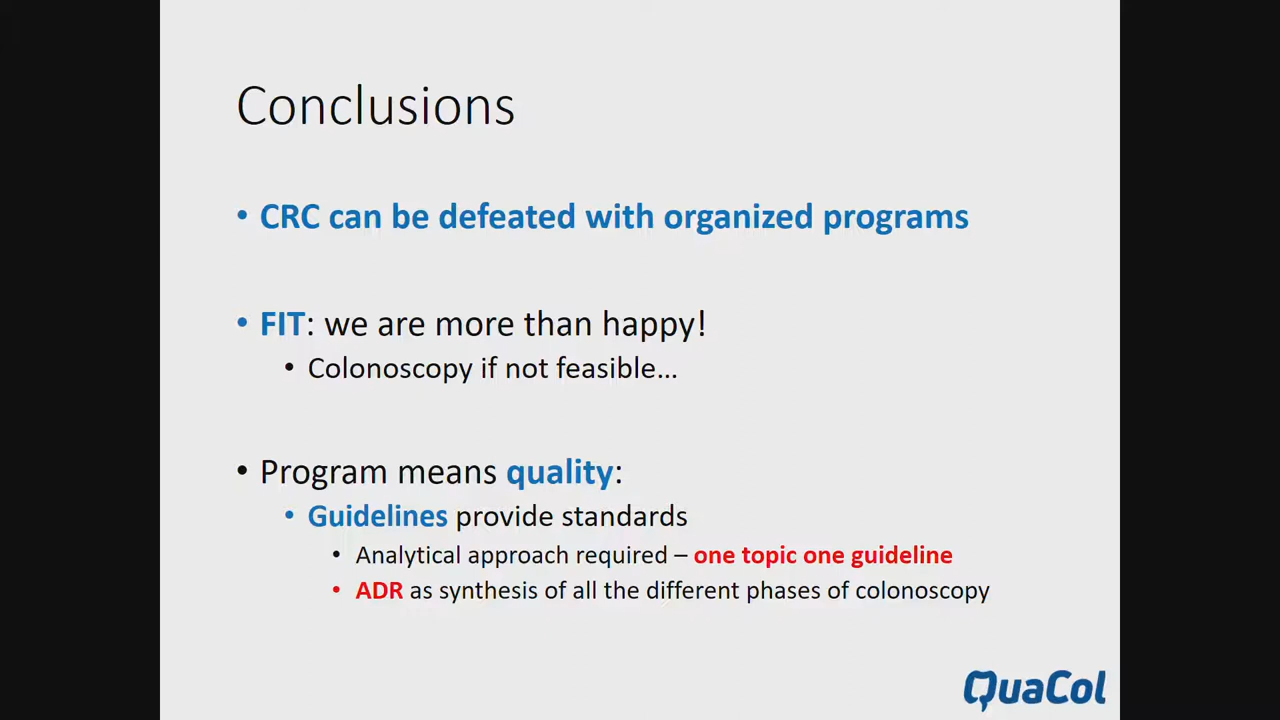 Conclusions
• CRC can be defeated with organized programs
• FIT: we are more than happy!
• Colonoscopy if not feasible...
• Program means quality:
• Guidelines provide standards
• Analytical approach required – one topic one guideline
• ADR as synthesis of all the different phases of colonoscopy
QuaCol